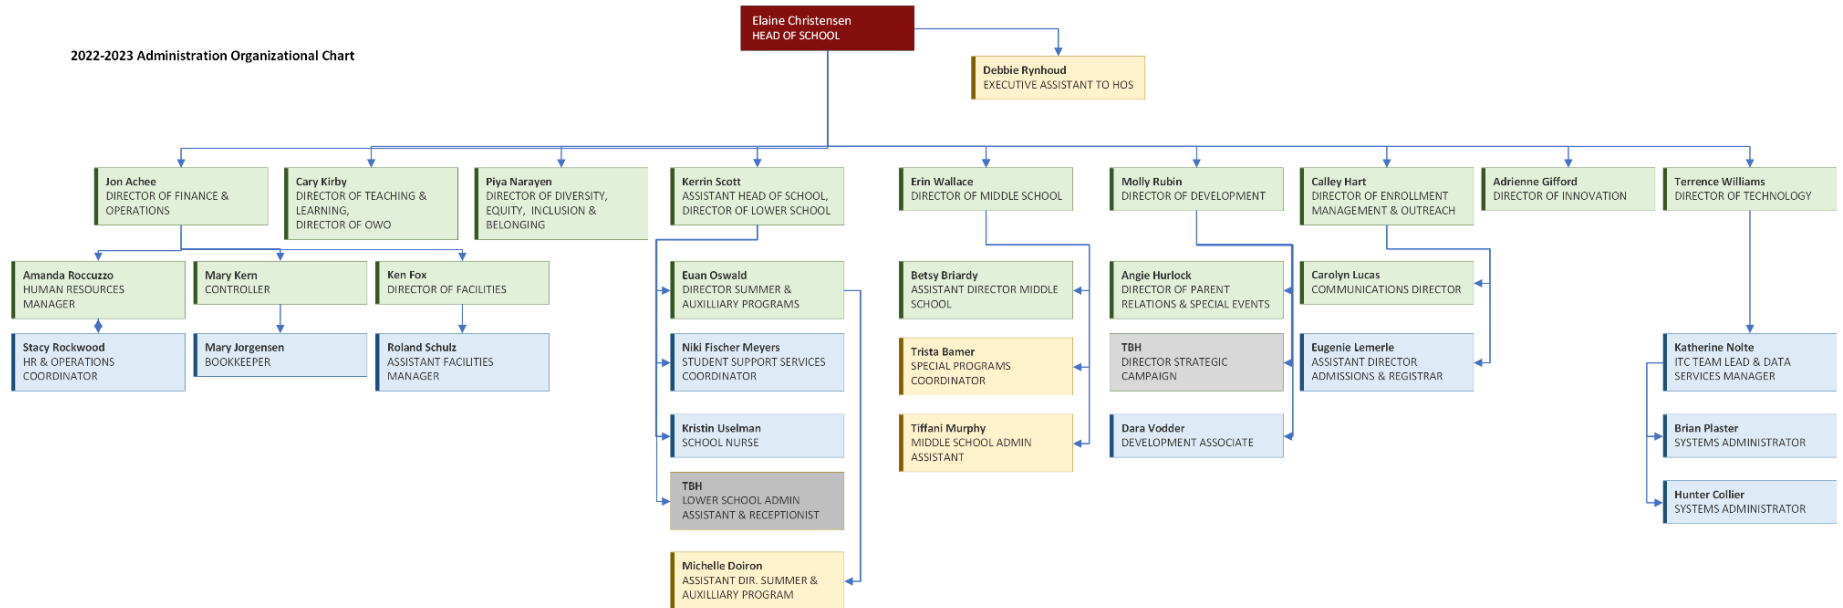 Elaine Christensen
HEAD OF SCHOOL
2022-2023 Administration Organizational Chart
Debbie Rynhoud
EXECUTIVE ASSISTANT TO HOS
Jon Achee
DIRECTOR OF FINANCE &
OPERATIONS
Cary Kirby
DIRECTOR OF TEACHING &
LEARNING,
DIRECTOR OF OWO
Piya Narayen
DIRECTOR OF DIVERSITY,
EQUITY, INCLUSION &
BELONGING
Kerrin Scott
ASSISTANT HEAD OF SCHOOL,
DIRECTOR OF LOWER SCHOOL
Erin Wallace
DIRECTOR OF MIDDLE SCHOOL
Molly Rubin
DIRECTOR OF DEVELOPMENT
Calley Hart
DIRECTOR OF ENROLLMENT
MANAGEMENT & OUTREACH
Adrienne Gifford
DIRECTOR OF INNOVATION
Terrence Williams
DIRECTOR OF TECHNOLOGY
Amanda Roccuzzo
HUMAN RESOURCES
MANAGER
Mary Kern
CONTROLLER
Ken Fox
DIRECTOR OF FACILITIES
Euan Oswald
DIRECTOR SUMMER &
AUXILLIARY PROGRAMS
Betsy Briardy
ASSISTANT DIRECTOR MIDDLE
SCHOOL
Angie Hurlock
DIRECTOR OF PARENT
RELATIONS & SPECIAL EVENTS
Carolyn Lucas
COMMUNICATIONS DIRECTOR
Stacy Rockwood
HR & OPERATIONS
COORDINATOR
Mary Jorgensen
BOOKKEEPER
Roland Schulz
ASSISTANT FACILITIES
MANAGER
Niki Fischer Meyers
STUDENT SUPPORT SERVICES
COORDINATOR
Trista Bamer
SPECIAL PROGRAMS
COORDINATOR
TBH
DIRECTOR STRATEGIC
CAMPAIGN
Eugenie Lemerle
ASSISTANT DIRECTOR
ADMISSIONS & REGISTRAR
Katherine Nolte
ITC TEAM LEAD & DATA
SERVICES MANAGER
Kristin Uselman
SCHOOL NURSE
Tiffani Murphy
MIDDLE SCHOOL ADMIN
ASSISTANT
Dara Vodder
DEVELOPMENT ASSOCIATE
Brian Plaster
SYSTEMS ADMINISTRATOR
TBH
LOWER SCHOOL ADMIN
ASSISTANT & RECEPTIONIST
Hunter Collier
SYSTEMS ADMINISTRATOR
Michelle Doiron
ASSISTANT DIR. SUMMER &
AUXILLIARY PROGRAM